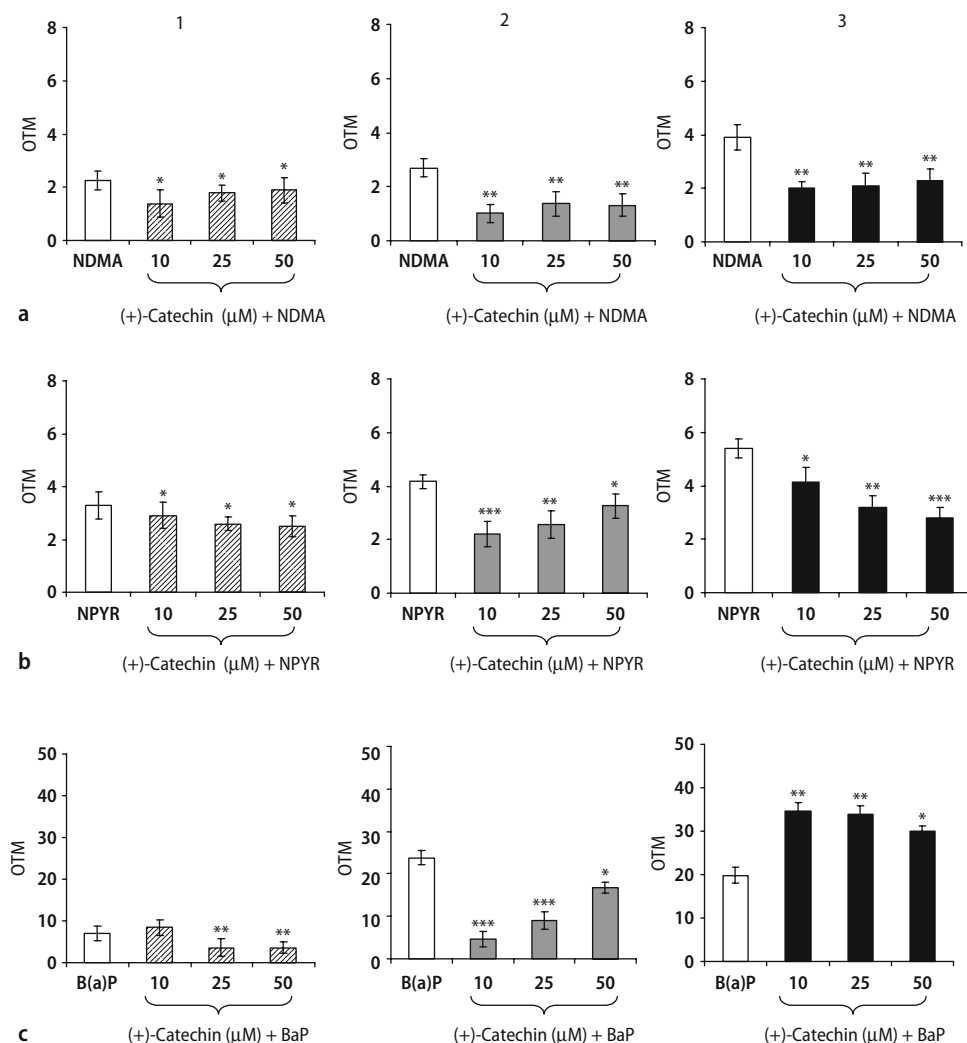 1 2 3
8 8 8
6 6 6
OTM OTM OTM
4 4 4
* * *
** ** **
** ** **
2 2 2
0 0 0
NDMA 10 25 50 NDMA 10 25 50 NDMA 10 25 50
a (+)-Catechin (μM) + NDMA (+)-Catechin (μM) + NDMA (+)-Catechin (μM) + NDMA
8 8 8
6 6 6
OTM OTM OTM
* * *
*** ** *
* ** ***
4 4 4
2 2 2
0 0 0
NPYR 10 25 50 NPYR 10 25 50 NPYR 10 25 50
b (+)-Catechin (μM) + NPYR (+)-Catechin (μM) + NPYR (+)-Catechin (μM) + NPYR
50 50 50
40 40 40
** ** *
30 30 30
OTM OTM OTM
20 20 20
*** *** *
10 10 10
** **
0 0 0
B(a)P 10 25 50 B(a)P 10 25 50 B(a)P 10 25 50
c (+)-Catechin (μM) + BaP (+)-Catechin (μM) + BaP (+)-Catechin (μM) + BaP